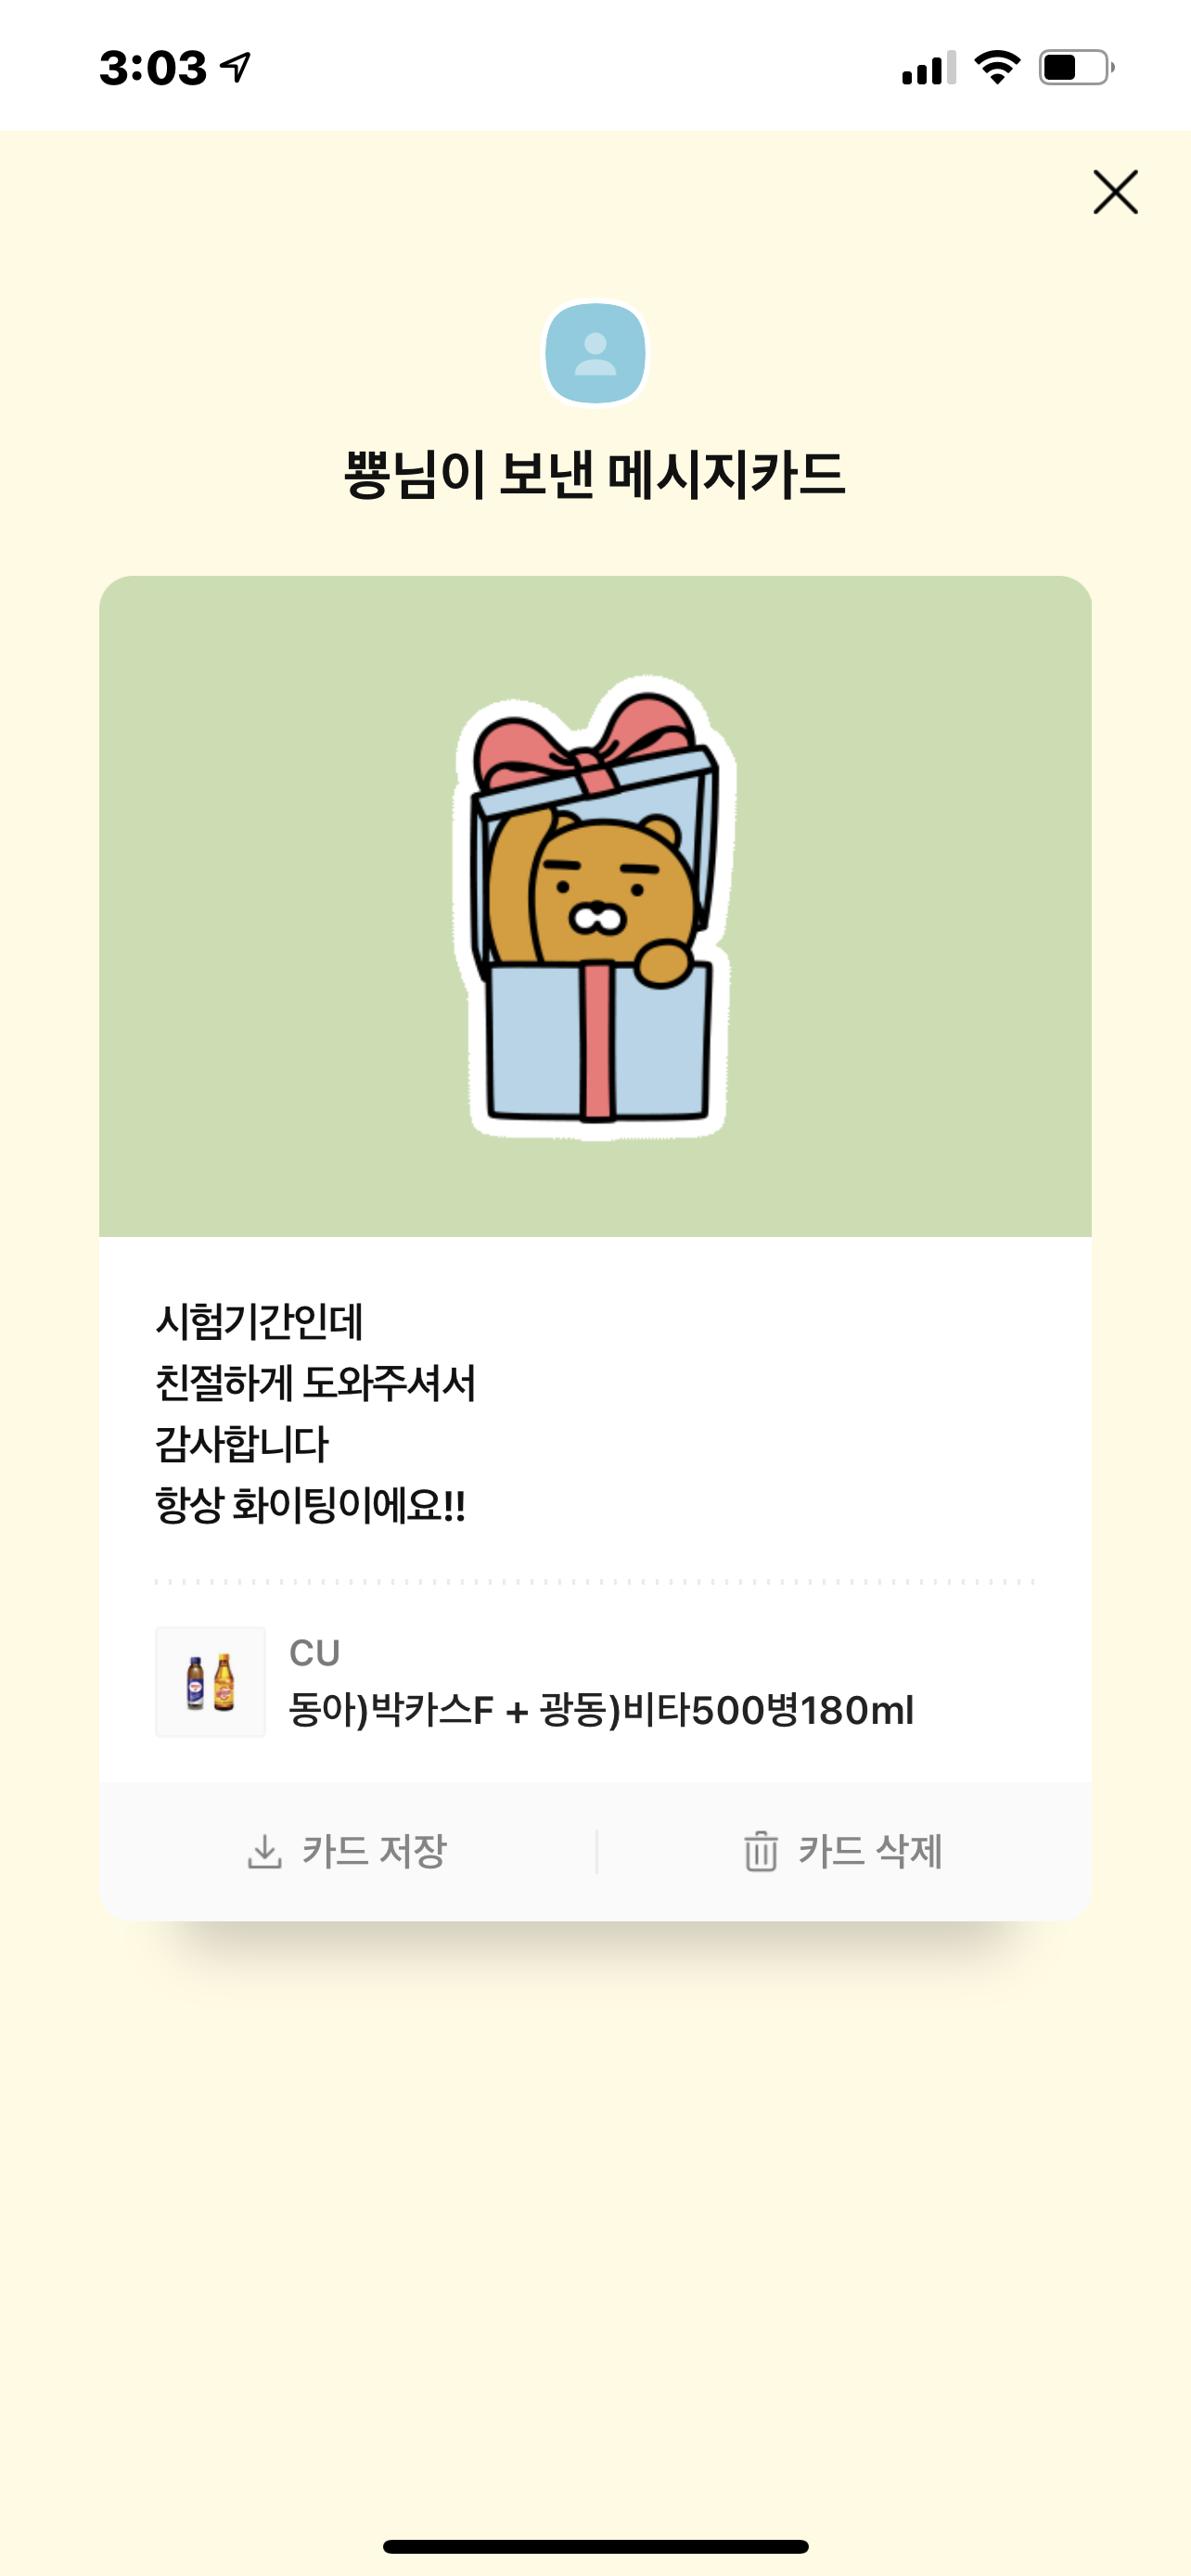 3:03
뿅님이 보낸 메시지카드
시험기간인데
친절하게 도와주셔서
감사합니다
항상 화이팅이에요!!
CU
동아)박카스F + 광동)비타500병180ml
카드 저장
카드 삭제